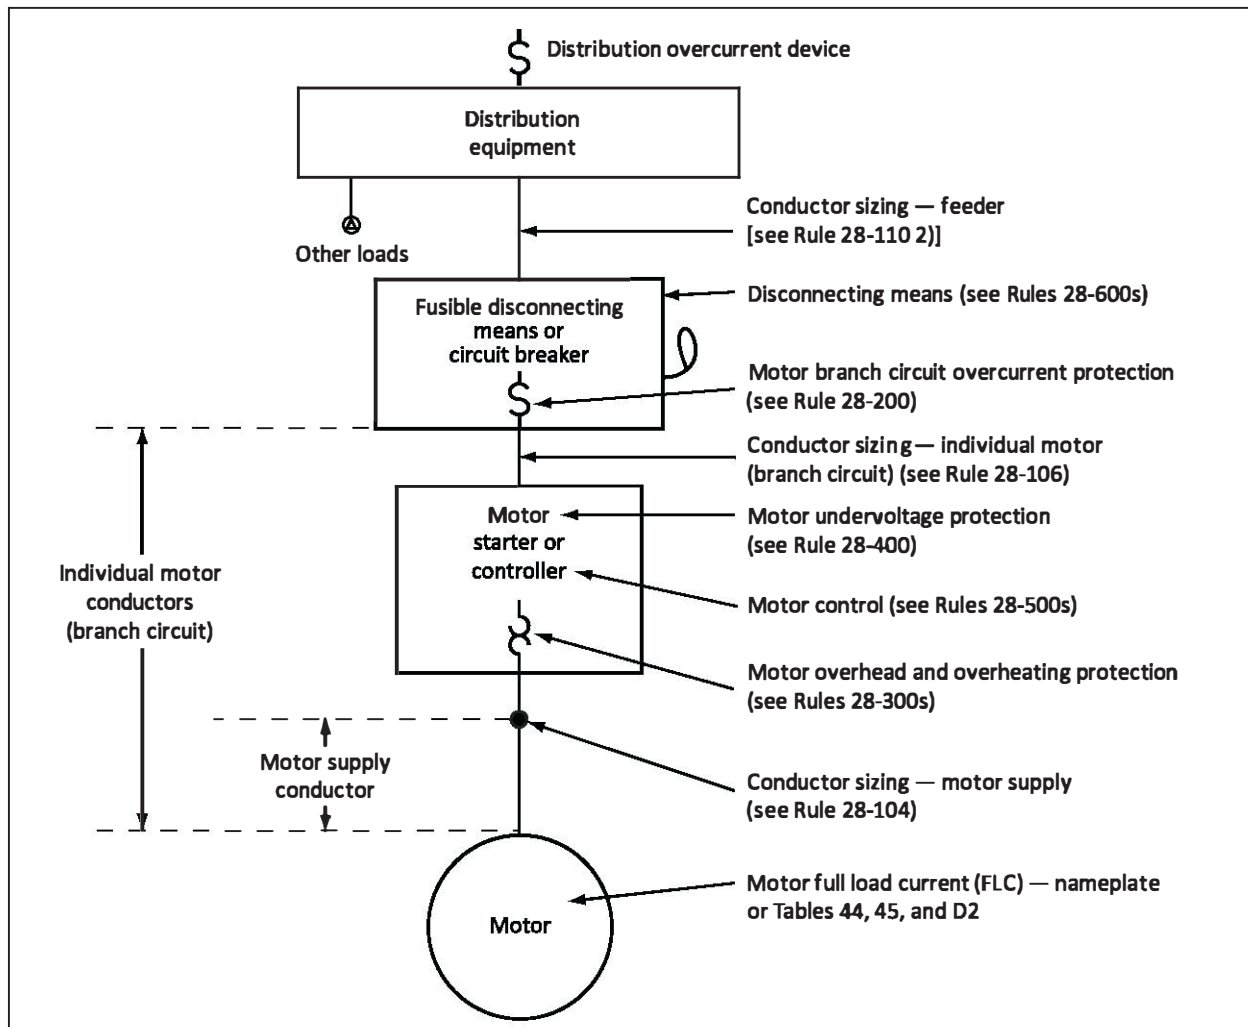 Distribution overcurrent device
Distribution
equipment
Other loads
Conductor sizing — feeder
[see Rule 28-110 2)]
Fusible disconnecting
means or
circuit breaker
Disconnecting means (see Rules 28-600s)
Motor branch circuit overcurrent protection
(see Rule 28-200)
Conductor sizing — individual motor
(branch circuit) (see Rule 28-106)
Motor
starter or
controller
Motor undervoltage protection
(see Rule 28-400)
Motor control (see Rules 28-500s)
Individual motor
conductors
(branch circuit)
Motor overhead and overheating protection
(see Rules 28-300s)
Motor supply
conductor
Conductor sizing — motor supply
(see Rule 28-104)
Motor full load current (FLC) — nameplate
or Tables 44, 45, and D2
Motor